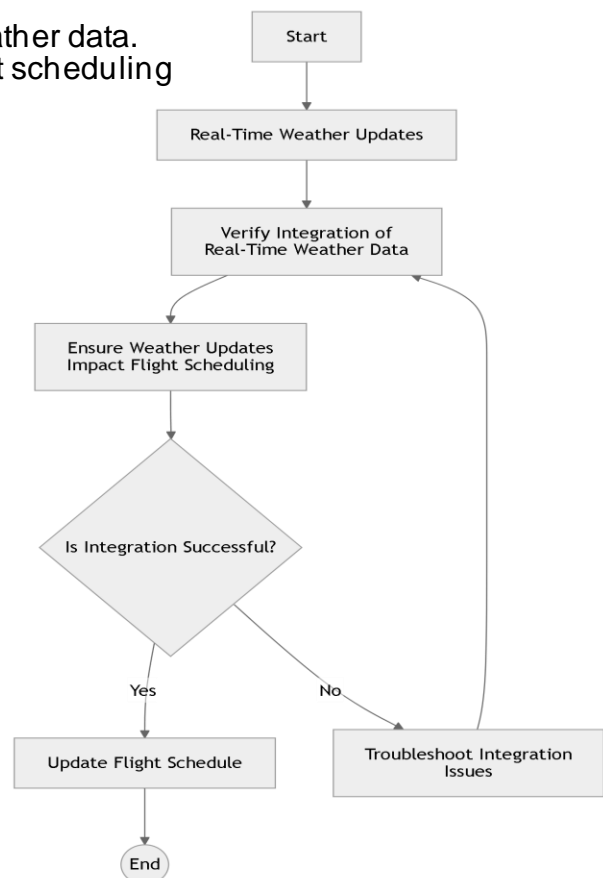 ather data.
t scheduling
Start
Real-Time Weather Updates
Verify Integration of
Real-Time Weather Data
Ensure Weather Updates
Impact Flight Scheduling
Is Integration Successful?
Yes
No
Update Flight Schedule
Troubleshoot Integration
Issues
End